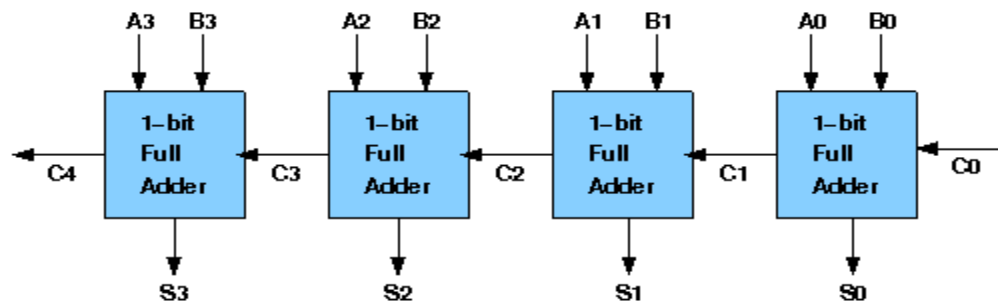 A3 B3 A2 B2 A1 B1 A0 B0
1-bit 1-bit 1-bit 1-bit
Full Full Full Full
C4 C3 C2 C1 C0
Adder Adder Adder Adder
S3 S2 S1 S0